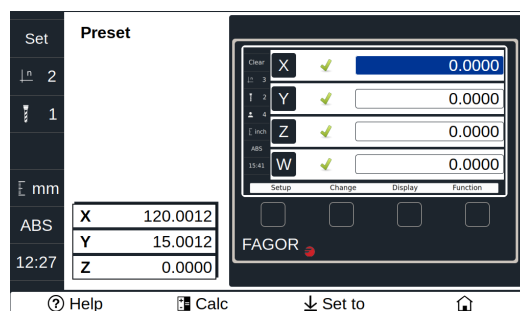 Set
Preset
2
1
mm
ABS
12:27
X 120.0012
Y 15.0012
Z 0.0000
Clear
3
2
4
inch
ABS
15:41
X 0.0000
Y 0.0000
Z 0.0000
W 0.0000
Setup Change Display Function
FAGOR
? Help Calc Set to